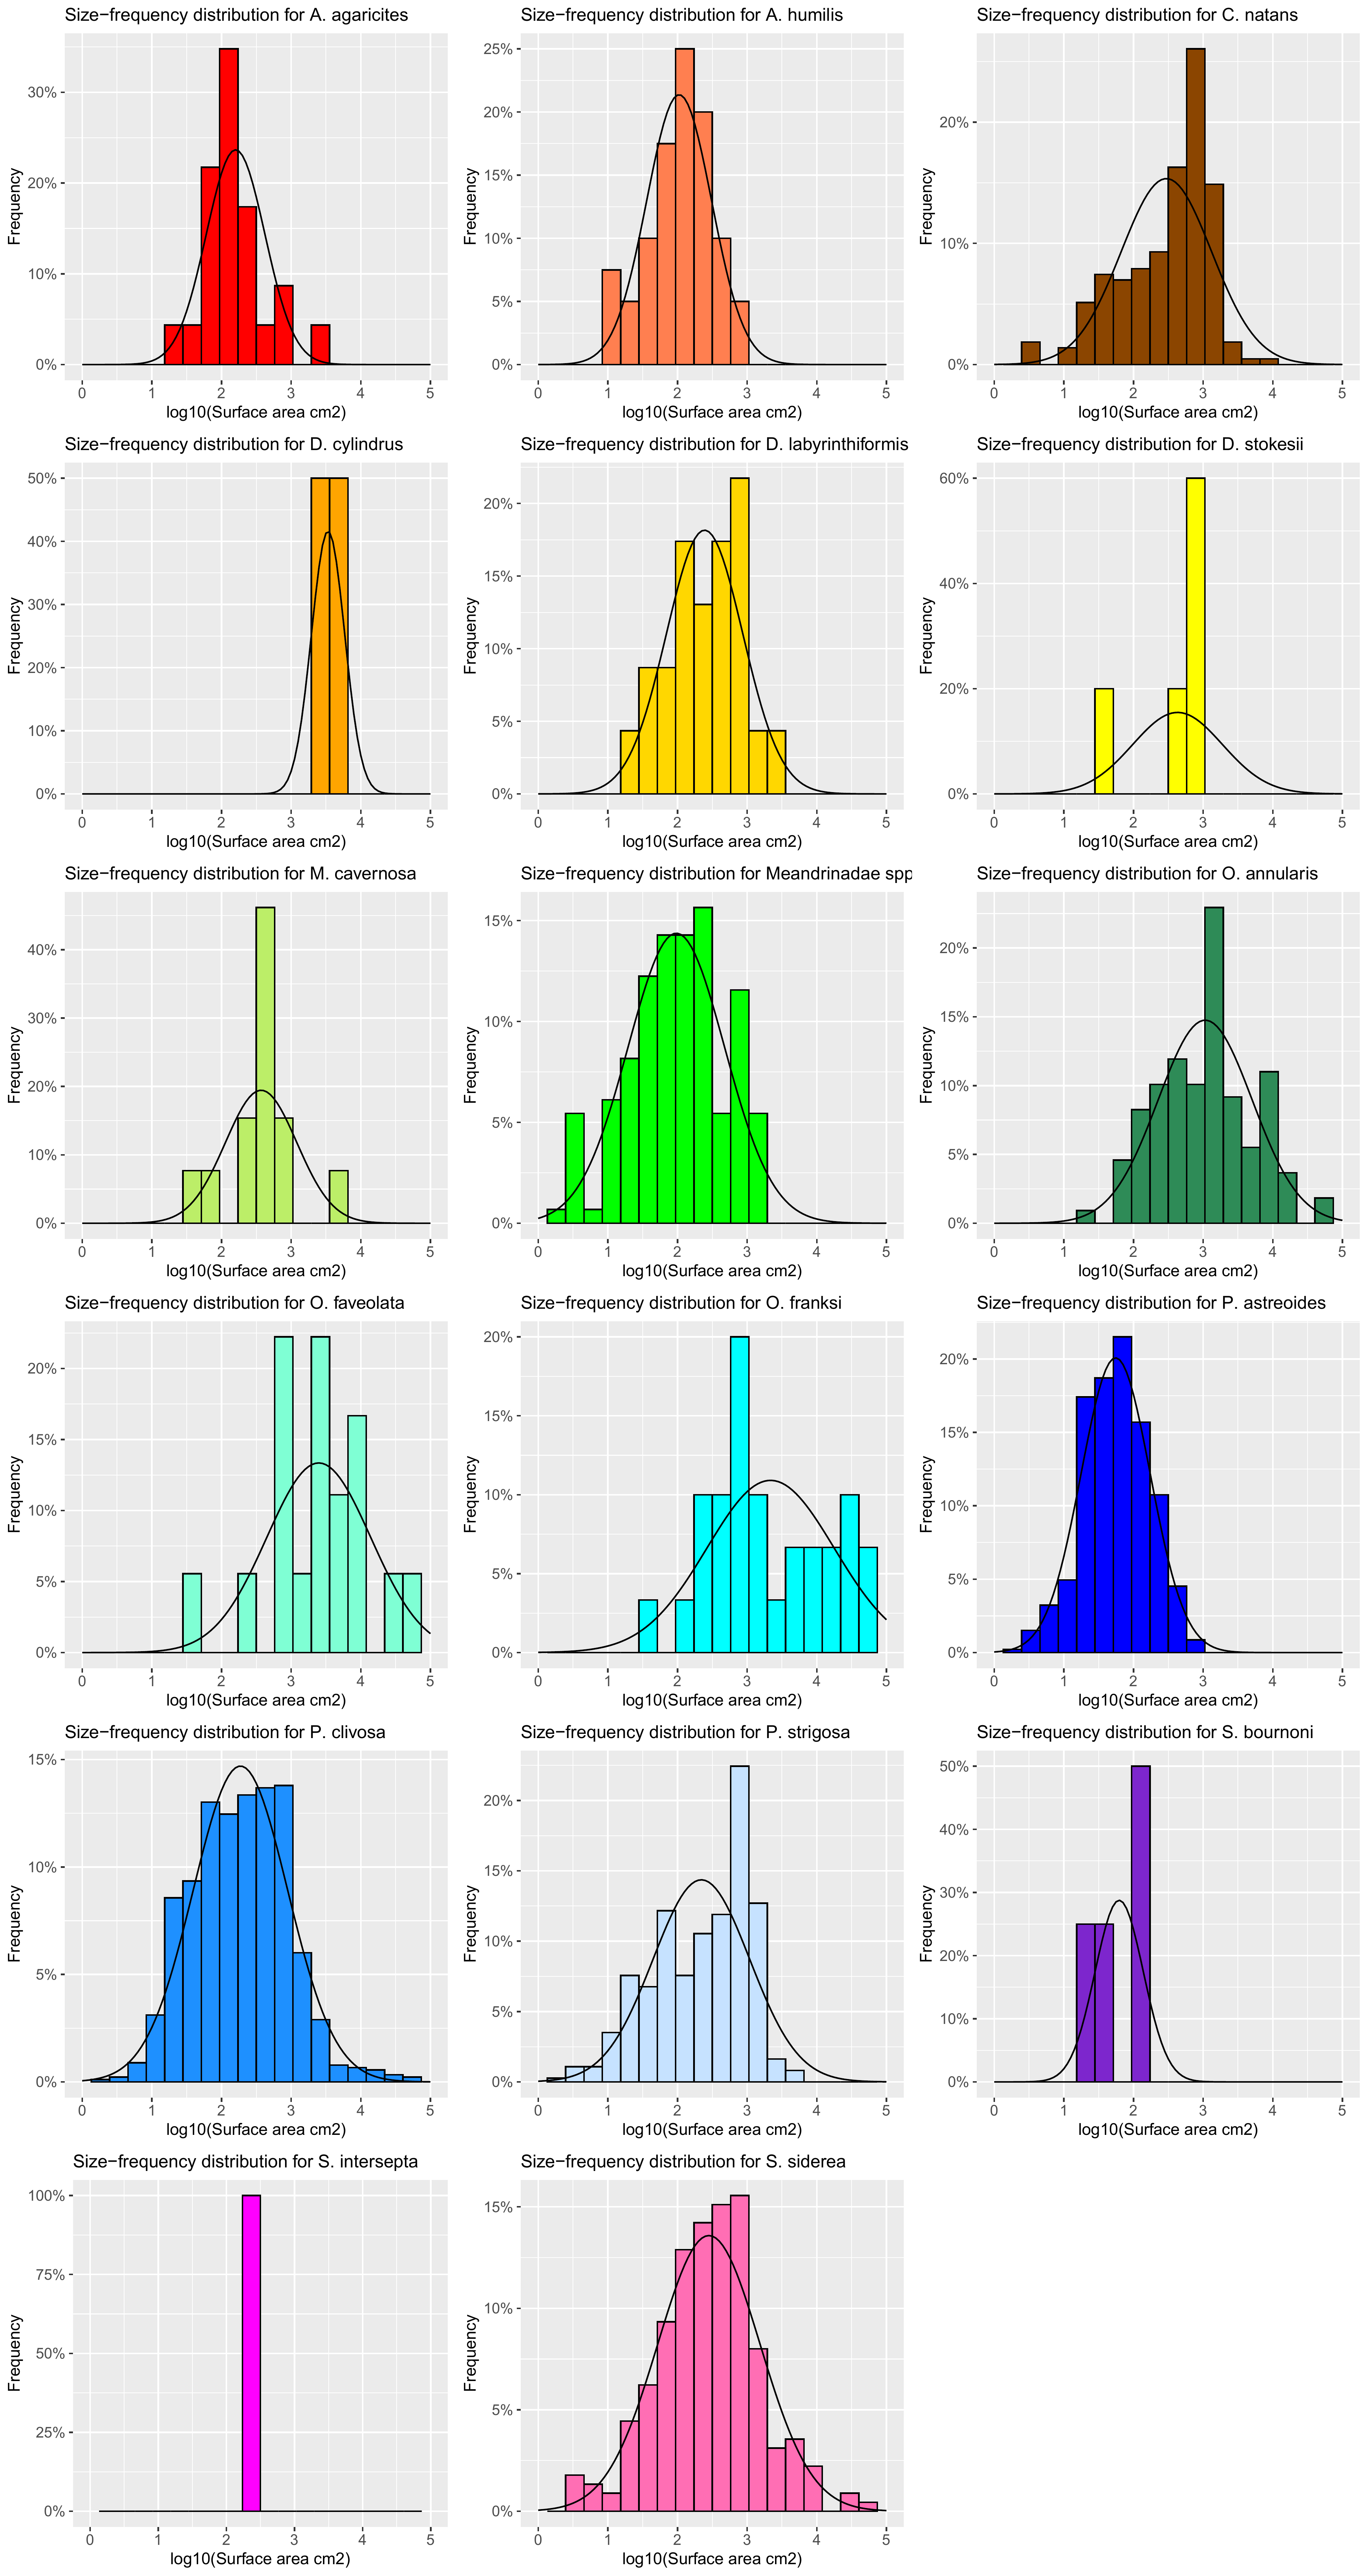 Size−frequency distribution for A. agaricites
Frequency
30%
20%
10%
0%
0 1 2 3 4 5
log10(Surface area cm2)
Size−frequency distribution for A. humilis
Frequency
25%
20%
15%
10%
5%
0%
0 1 2 3 4 5
log10(Surface area cm2)
Size−frequency distribution for C. natans
Frequency
20%
10%
0%
0 1 2 3 4 5
log10(Surface area cm2)
Size−frequency distribution for D. cylindrus
Frequency
50%
40%
30%
20%
10%
0%
0 1 2 3 4 5
log10(Surface area cm2)
Size−frequency distribution for D. labyrinthiformis
Frequency
20%
15%
10%
5%
0%
0 1 2 3 4 5
log10(Surface area cm2)
Size−frequency distribution for D. stokesii
Frequency
60%
40%
20%
0%
0 1 2 3 4 5
log10(Surface area cm2)
Size−frequency distribution for M. cavernosa
Frequency
40%
30%
20%
10%
0%
0 1 2 3 4 5
log10(Surface area cm2)
Size−frequency distribution for Meandrinadae spp
Frequency
15%
10%
5%
0%
0 1 2 3 4 5
log10(Surface area cm2)
Size−frequency distribution for O. annularis
Frequency
20%
15%
10%
5%
0%
0 1 2 3 4 5
log10(Surface area cm2)
Size−frequency distribution for O. faveolata
Frequency
20%
15%
10%
5%
0%
0 1 2 3 4 5
log10(Surface area cm2)
Size−frequency distribution for O. franksi
Frequency
20%
15%
10%
5%
0%
0 1 2 3 4 5
log10(Surface area cm2)
Size−frequency distribution for P. astreoides
Frequency
20%
15%
10%
5%
0%
0 1 2 3 4 5
log10(Surface area cm2)
Size−frequency distribution for P. clivosa
Frequency
15%
10%
5%
0%
0 1 2 3 4 5
log10(Surface area cm2)
Size−frequency distribution for P. strigosa
Frequency
20%
15%
10%
5%
0%
0 1 2 3 4 5
log10(Surface area cm2)
Size−frequency distribution for S. bournoni
Frequency
50%
40%
30%
20%
10%
0%
0 1 2 3 4 5
log10(Surface area cm2)
Size−frequency distribution for S. intersepta
Frequency
100%
75%
50%
25%
0%
0 1 2 3 4 5
log10(Surface area cm2)
Size−frequency distribution for S. siderea
Frequency
15%
10%
5%
0%
0 1 2 3 4 5
log10(Surface area cm2)